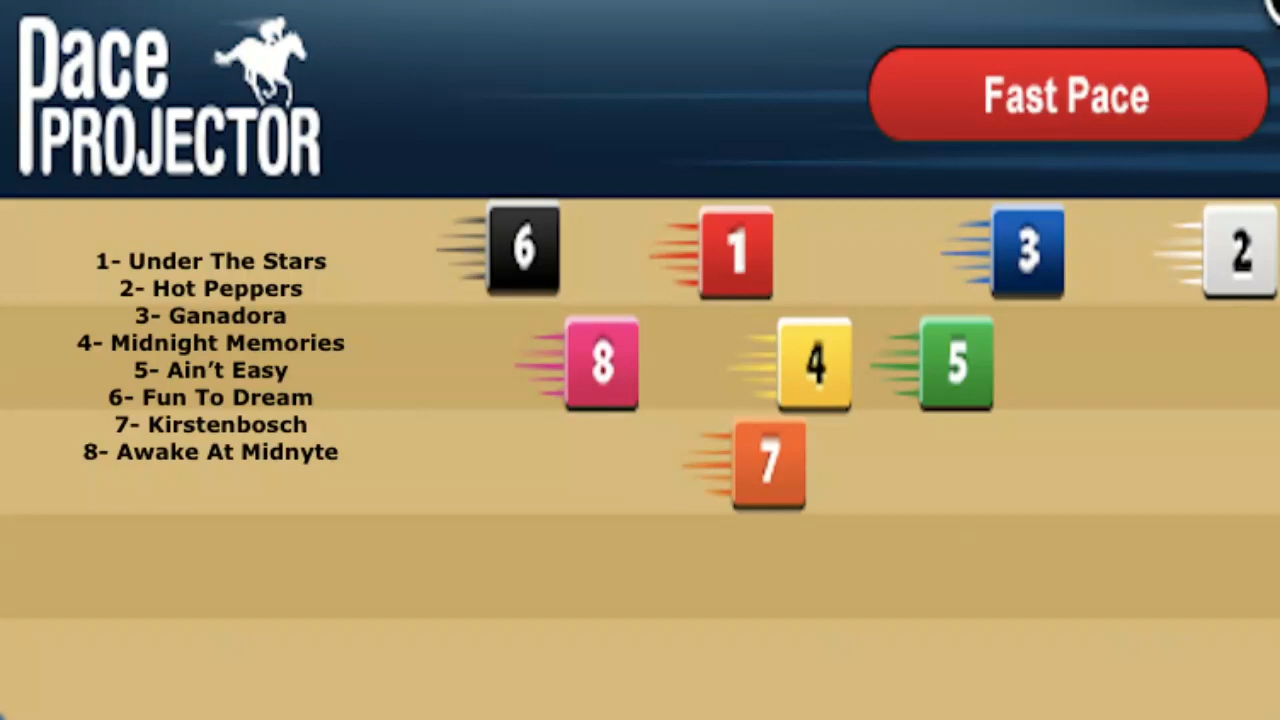 Pace
PROJECTOR
Fast Pace
6
1
3
2
8
4
5
7
1- Under The Stars
2- Hot Peppers
3- Ganadora
4- Midnight Memories
5- Ain’t Easy
6- Fun To Dream
7- Kirstenbosch
8- Awake At Midnyte